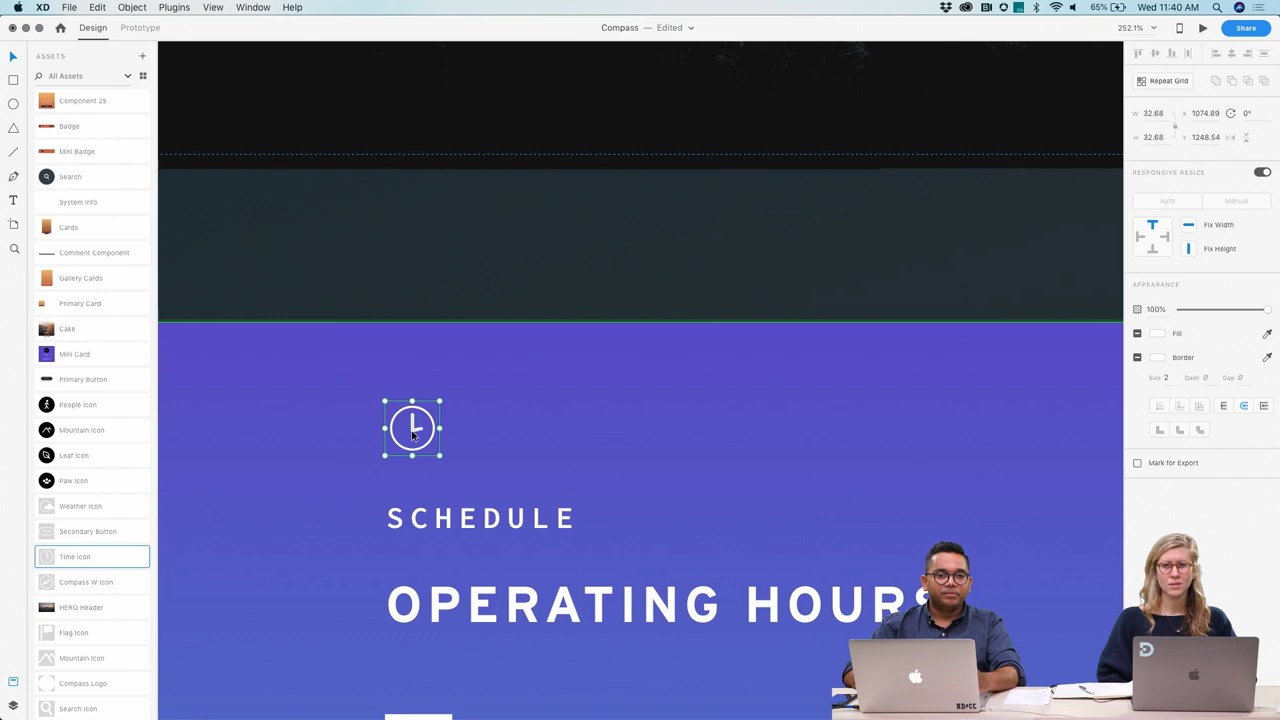 XD File Edit Object Plugins View Window Help
65% Wed 11:40 AM
Design Prototype
Compass — Edited
252.1%
Share
ASSETS
All Assets
Component 25
Badge
Mini Badge
Search
System Info
Cards
Comment Component
Gallery Cards
Primary Card
Cake
Mini Card
Primary Button
People Icon
Mountain Icon
Leaf Icon
Paw Icon
Weather Icon
Secondary Button
Time Icon
Compass W Icon
HERO Header
Flag Icon
Mountain Icon
Compass Logo
Search Icon
SCHEDULE
OPERATING HOURS
Repeat Grid
W 32.68 X 1074.89 0°
H 32.68 Y 1248.54
RESPONSIVE RESIZE
Auto Manual
Fix Width
Fix Height
APPEARANCE
100%
Fill
Border
Size 2 Dash 0 Gap 0
Mark for Export
XD+CC